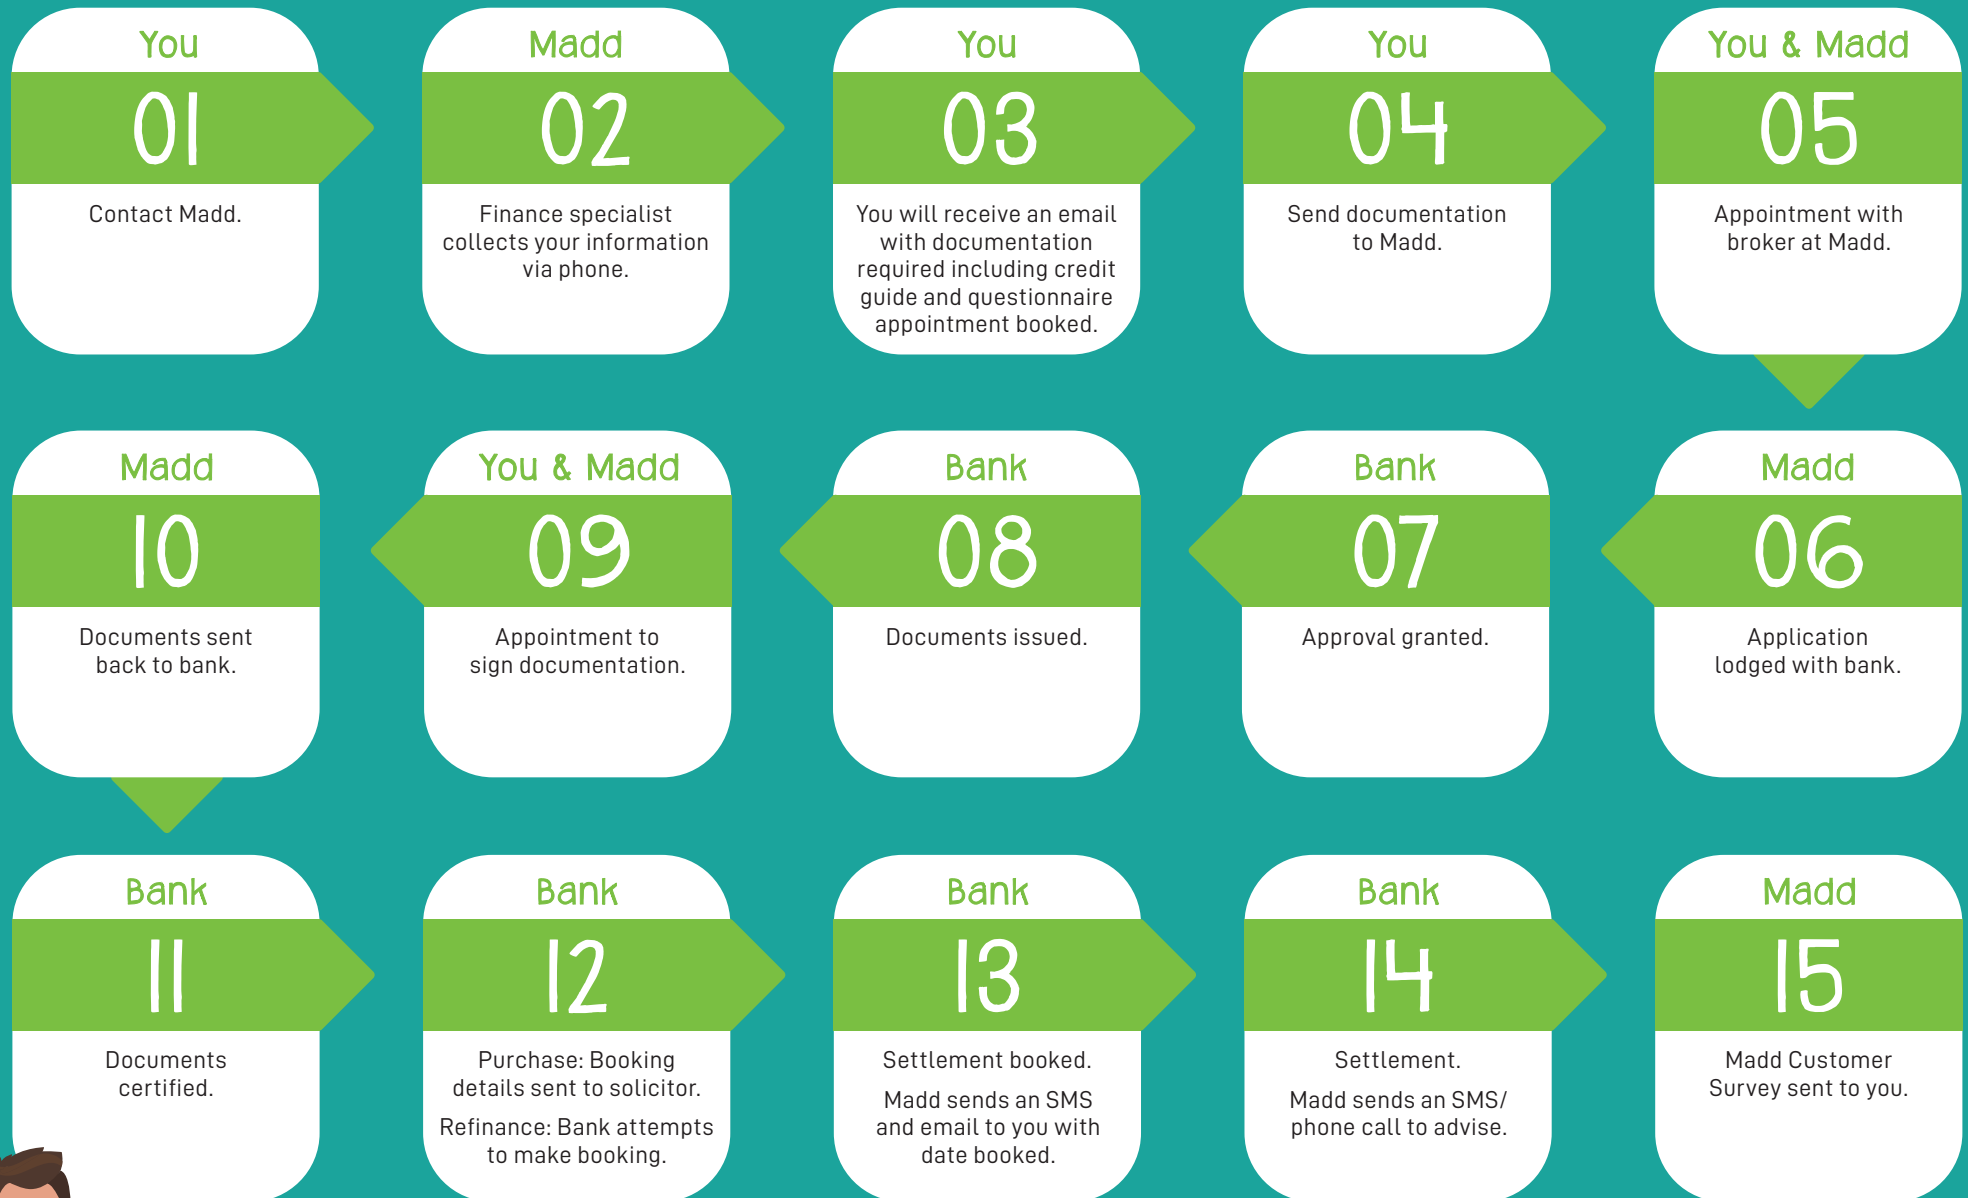 You
01
Contact Madd.
Madd
02
Finance specialist
collects your information
via phone.
You
03
You will receive an email
with documentation
required including credit
guide and questionnaire
appointment booked.
You
04
Send documentation
to Madd.
You & Madd
05
Appointment with
broker at Madd.
Madd
06
Application
lodged with bank.
Bank
07
Approval granted.
Bank
08
Documents issued.
You & Madd
09
Appointment to
sign documentation.
Madd
10
Documents sent
back to bank.
Bank
11
Documents
certified.
Bank
12
Purchase: Booking
details sent to solicitor.
Refinance: Bank attempts
to make booking.
Bank
13
Settlement booked.
Madd sends an SMS
and email to you with
date booked.
Bank
14
Settlement.
Madd sends an SMS/
phone call to advise.
Madd
15
Madd Customer
Survey sent to you.